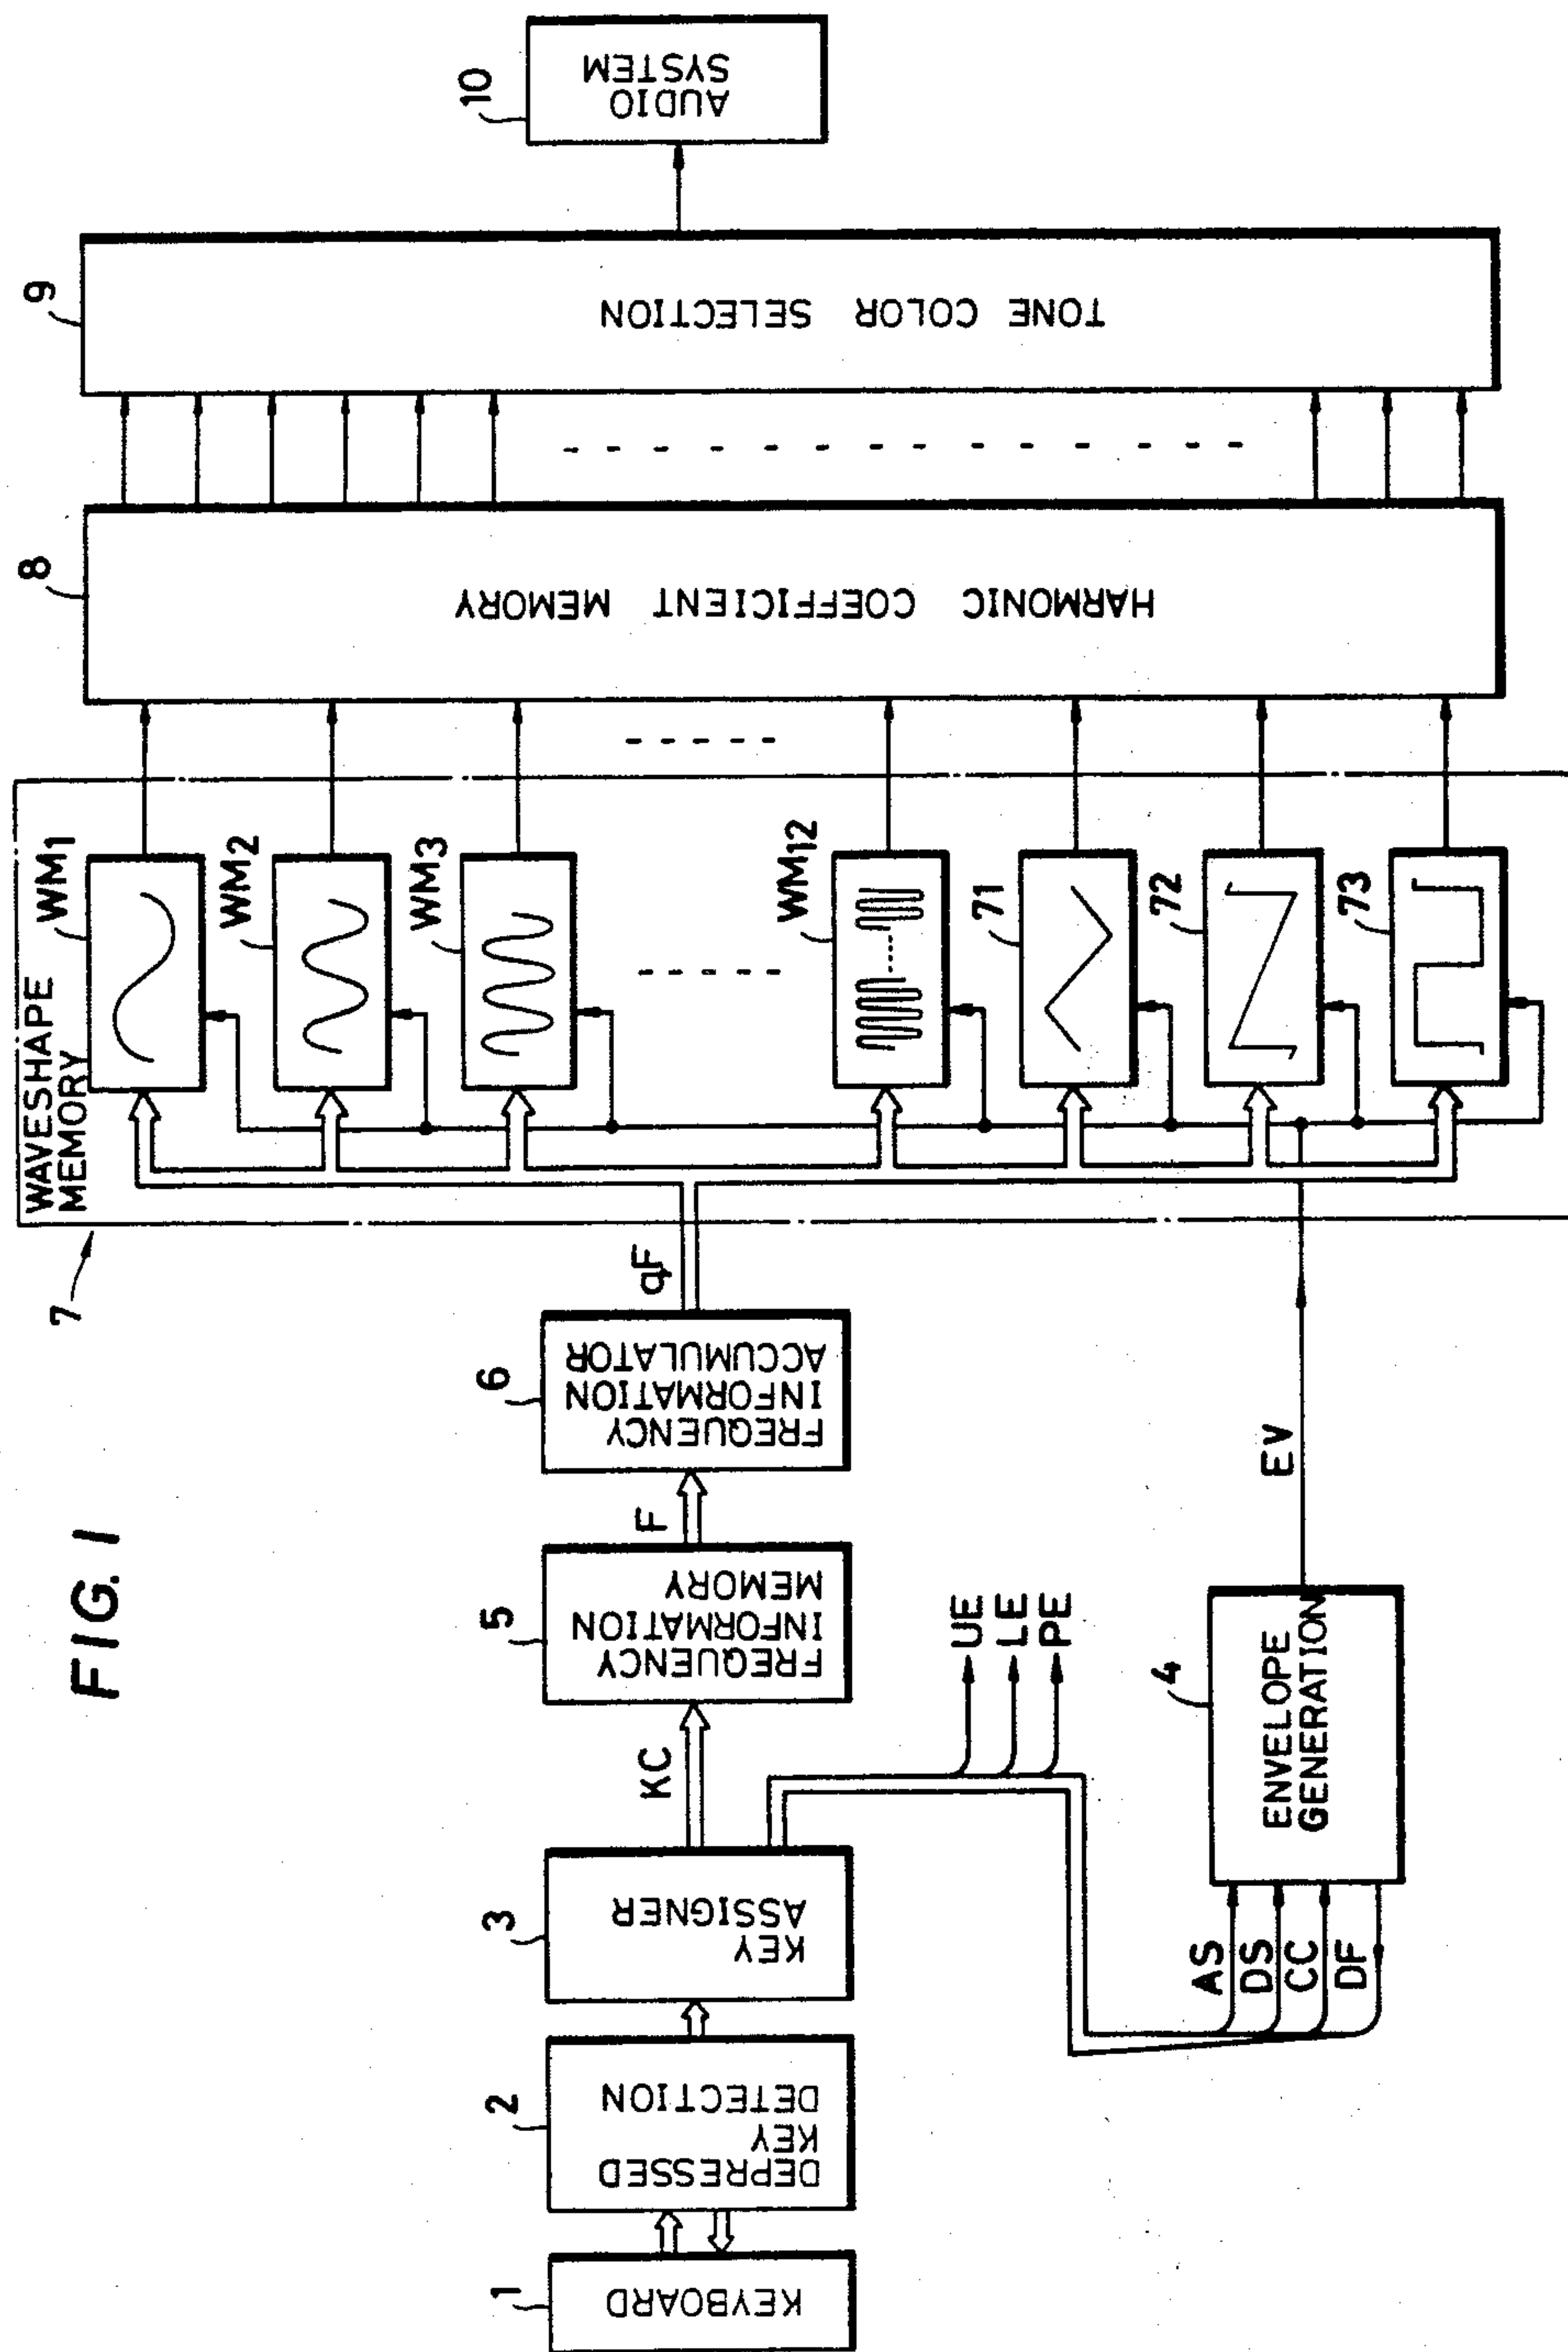 FIG. 1
1
KEYBOARD
2
DEPRESSED
KEY
DETECTION
3
KEY
ASSIGNER
KC
5
FREQUENCY
INFORMATION
MEMORY
F
6
FREQUENCY
INFORMATION
ACCUMULATOR
qF
UE
LE
PE
AS
DS
CC
DF
4
ENVELOPE
GENERATION
EV
7
WAVESHAPE
MEMORY
WM1
WM2
WM3
WM12
71
72
73
8
HARMONIC COEFFICIENT MEMORY
9
TONE COLOR SELECTION
10
AUDIO
SYSTEM